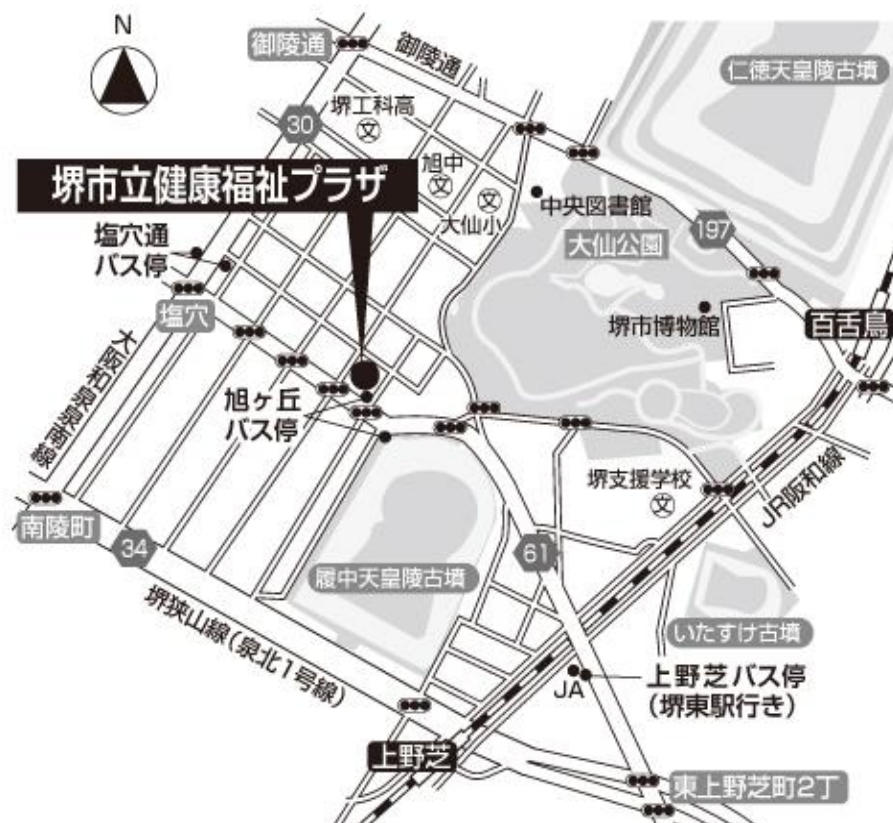 N
御陵通
御陵通
仁徳天皇陵古墳
30
堺工科高
文
旭中
文
文
大仙小
中央図書館
大仙公園
197
堺市立健康福祉プラザ
塩穴通
バス停
塩穴
堺市博物館
百舌鳥
大阪和泉泉南線
旭ヶ丘
バス停
堺支援学校
文
JR阪和線
南陵町
34
61
履中天皇陵古墳
いたすけ古墳
堺狭山線(泉北1号線)
JA
上野芝バス停
(堺東駅行き)
上野芝
東上野芝町2丁